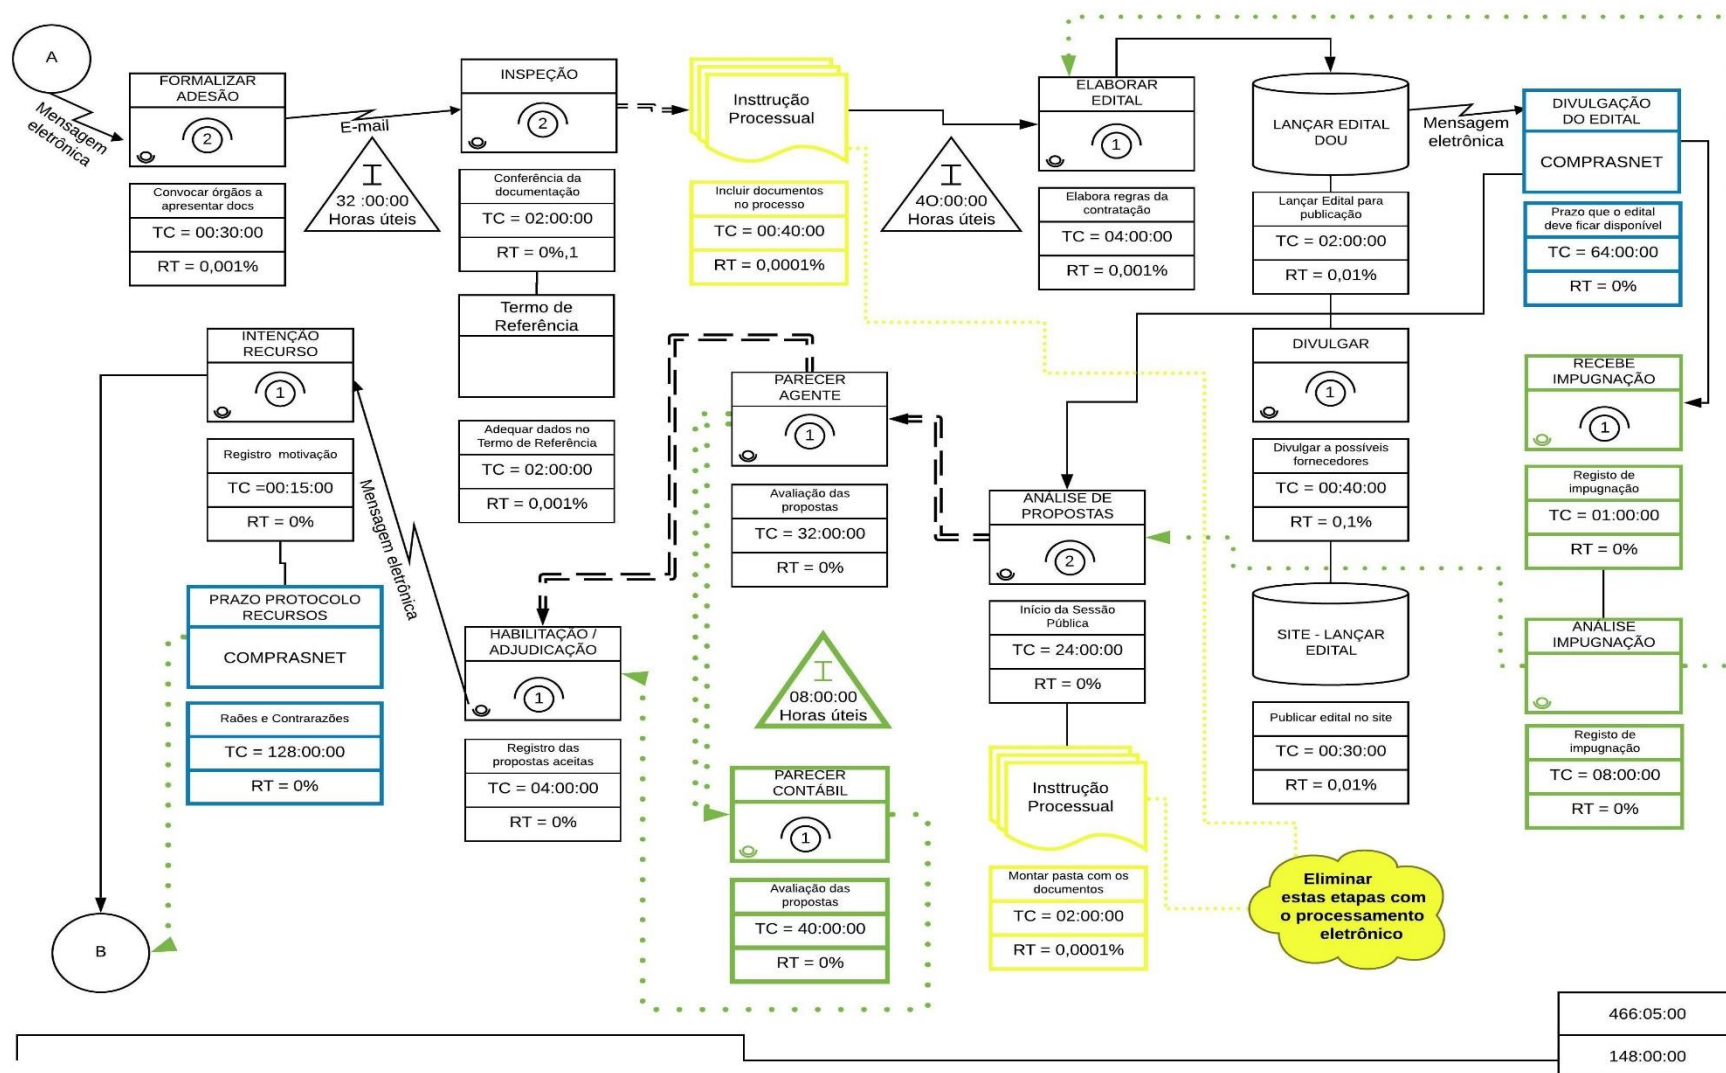 A
Mensagem
eletrônica
FORMALIZAR
ADESÃO
2
Convocar órgãos a
apresentar docs
TC = 00:30:00
RT = 0,001%
E-mail
I
32 :00:00
Horas úteis
INSPEÇÃO
2
Conferência da
documentação
TC = 02:00:00
RT = 0%,1
Termo de
Referência
Adequar dados no
Termo de Referência
TC = 02:00:00
RT = 0,001%
Insttrução
Processual
Incluir documentos
no processo
TC = 00:40:00
RT = 0,0001%
I
4O:00:00
Horas úteis
ELABORAR
EDITAL
1
Elabora regras da
contratação
TC = 04:00:00
RT = 0,001%
LANÇAR EDITAL
DOU
Lançar Edital para
publicação
TC = 02:00:00
RT = 0,01%
DIVULGAR
1
Divulgar a possíveis
fornecedores
TC = 00:40:00
RT = 0,1%
SITE - LANÇAR
EDITAL
Publicar edital no site
TC = 00:30:00
RT = 0,01%
Mensagem
eletrônica
DIVULGAÇÃO
DO EDITAL
COMPRASNET
Prazo que o edital
deve ficar disponível
TC = 64:00:00
RT = 0%
RECEBE
IMPUGNAÇÃO
1
Registo de
impugnação
TC = 01:00:00
RT = 0%
ANÁLISE
IMPUGNAÇÃO
Registo de
impugnação
TC = 08:00:00
RT = 0%
ANÁLISE DE
PROPOSTAS
2
Início da Sessão
Pública
TC = 24:00:00
RT = 0%
Insttrução
Processual
Montar pasta com os
documentos
TC = 02:00:00
RT = 0,0001%
Eliminar
estas etapas com
o processamento
eletrônico
PARECER
AGENTE
1
Avaliação das
propostas
TC = 32:00:00
RT = 0%
I
08:00:00
Horas úteis
PARECER
CONTÁBIL
1
Avaliação das
propostas
TC = 40:00:00
RT = 0%
HABILITAÇÃO /
ADJUDICAÇÃO
1
Registro das
propostas aceitas
TC = 04:00:00
RT = 0%
Mensagem eletrônica
INTENÇÃO
RECURSO
1
Registro motivação
TC =00:15:00
RT = 0%
PRAZO PROTOCOLO
RECURSOS
COMPRASNET
Raões e Contrarazões
TC = 128:00:00
RT = 0%
B
466:05:00
148:00:00